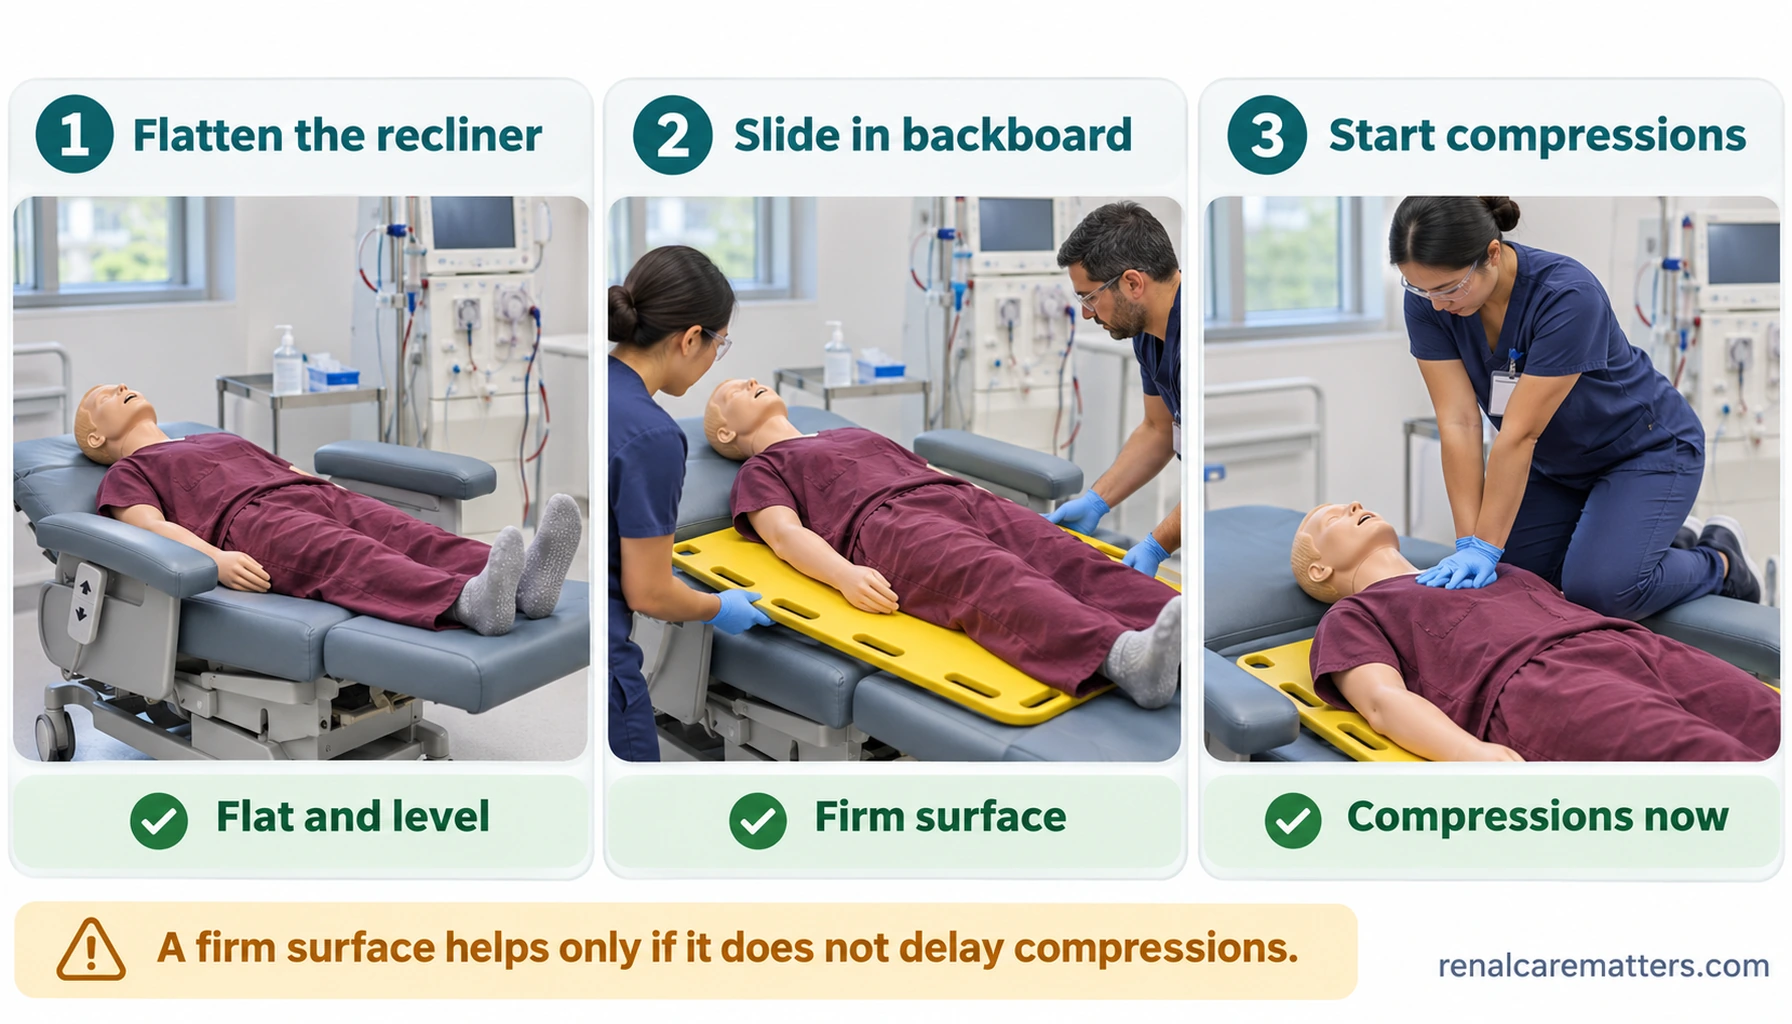 1 Flatten the recliner
2 Slide in backboard
3 Start compressions
Flat and level
Firm surface
Compressions now
A firm surface helps only if it does not delay compressions.
renalcarematters.com